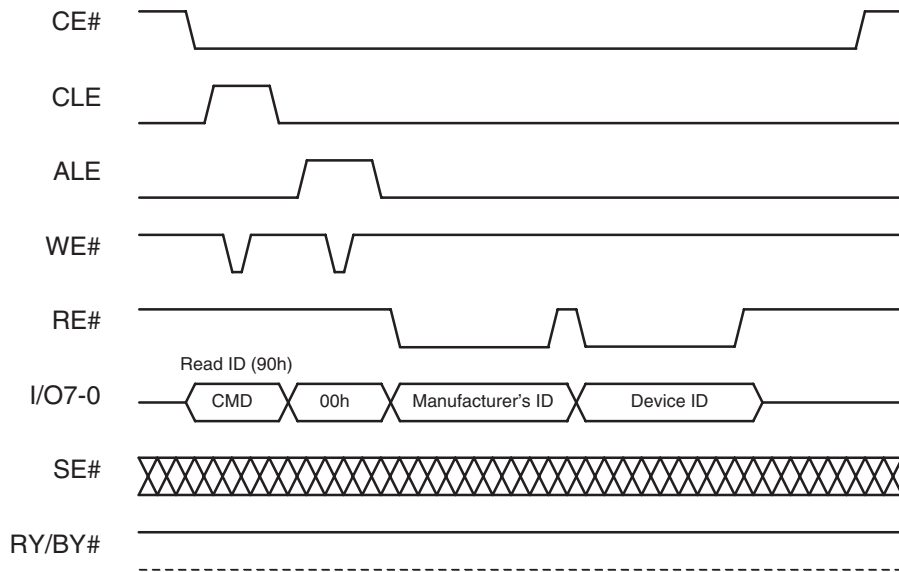 CE#
CLE
ALE
WE#
RE#
Read ID (90h)
I/O7-0 CMD 00h Manufacturer's ID Device ID
SE#
RY/BY#